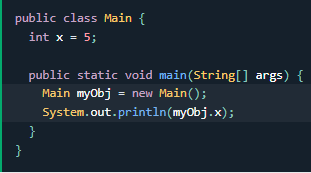 public class Main {
  int x = 5;

  public static void main(String[] args) {
    Main myObj = new Main();
    System.out.println(myObj.x);
  }
}